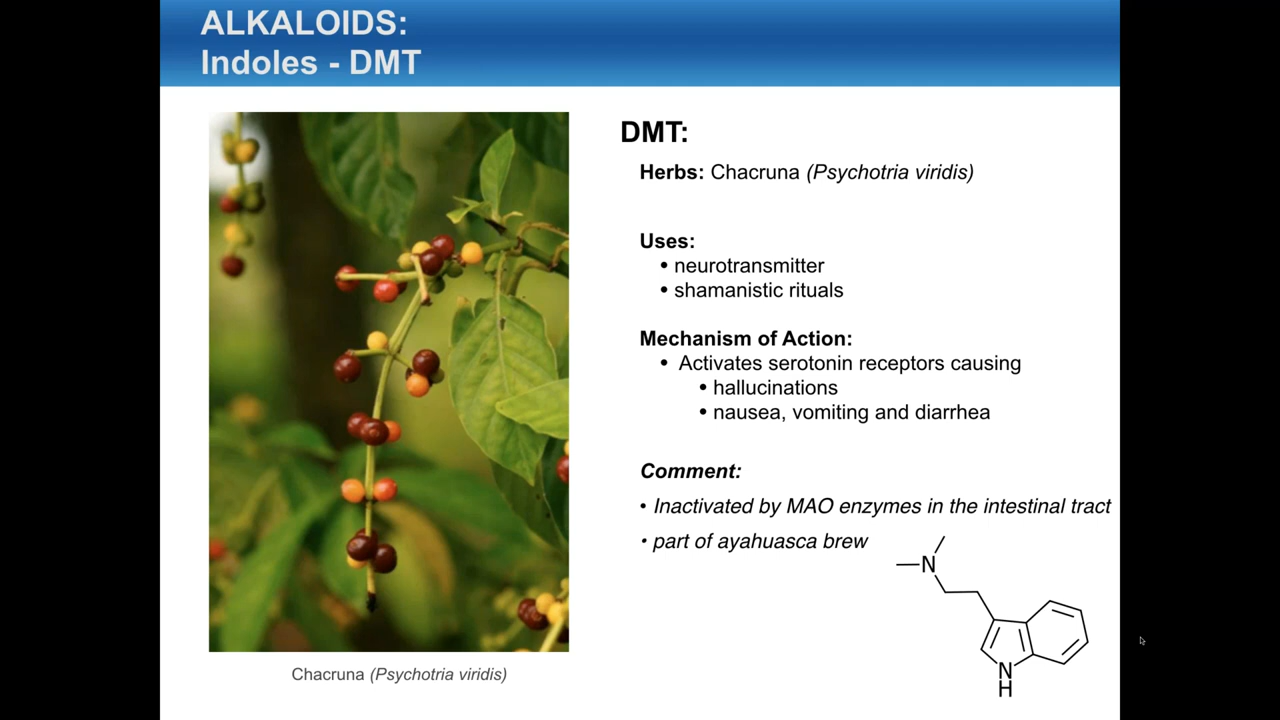 ALKALOIDS:
Indoles - DMT
DMT:
Herbs: Chacruna (Psychotria viridis)
Uses:
• neurotransmitter
• shamanistic rituals
Mechanism of Action:
• Activates serotonin receptors causing
• hallucinations
• nausea, vomiting and diarrhea
Comment:
• Inactivated by MAO enzymes in the intestinal tract
• part of ayahuasca brew
N
N
H
Chacruna (Psychotria viridis)